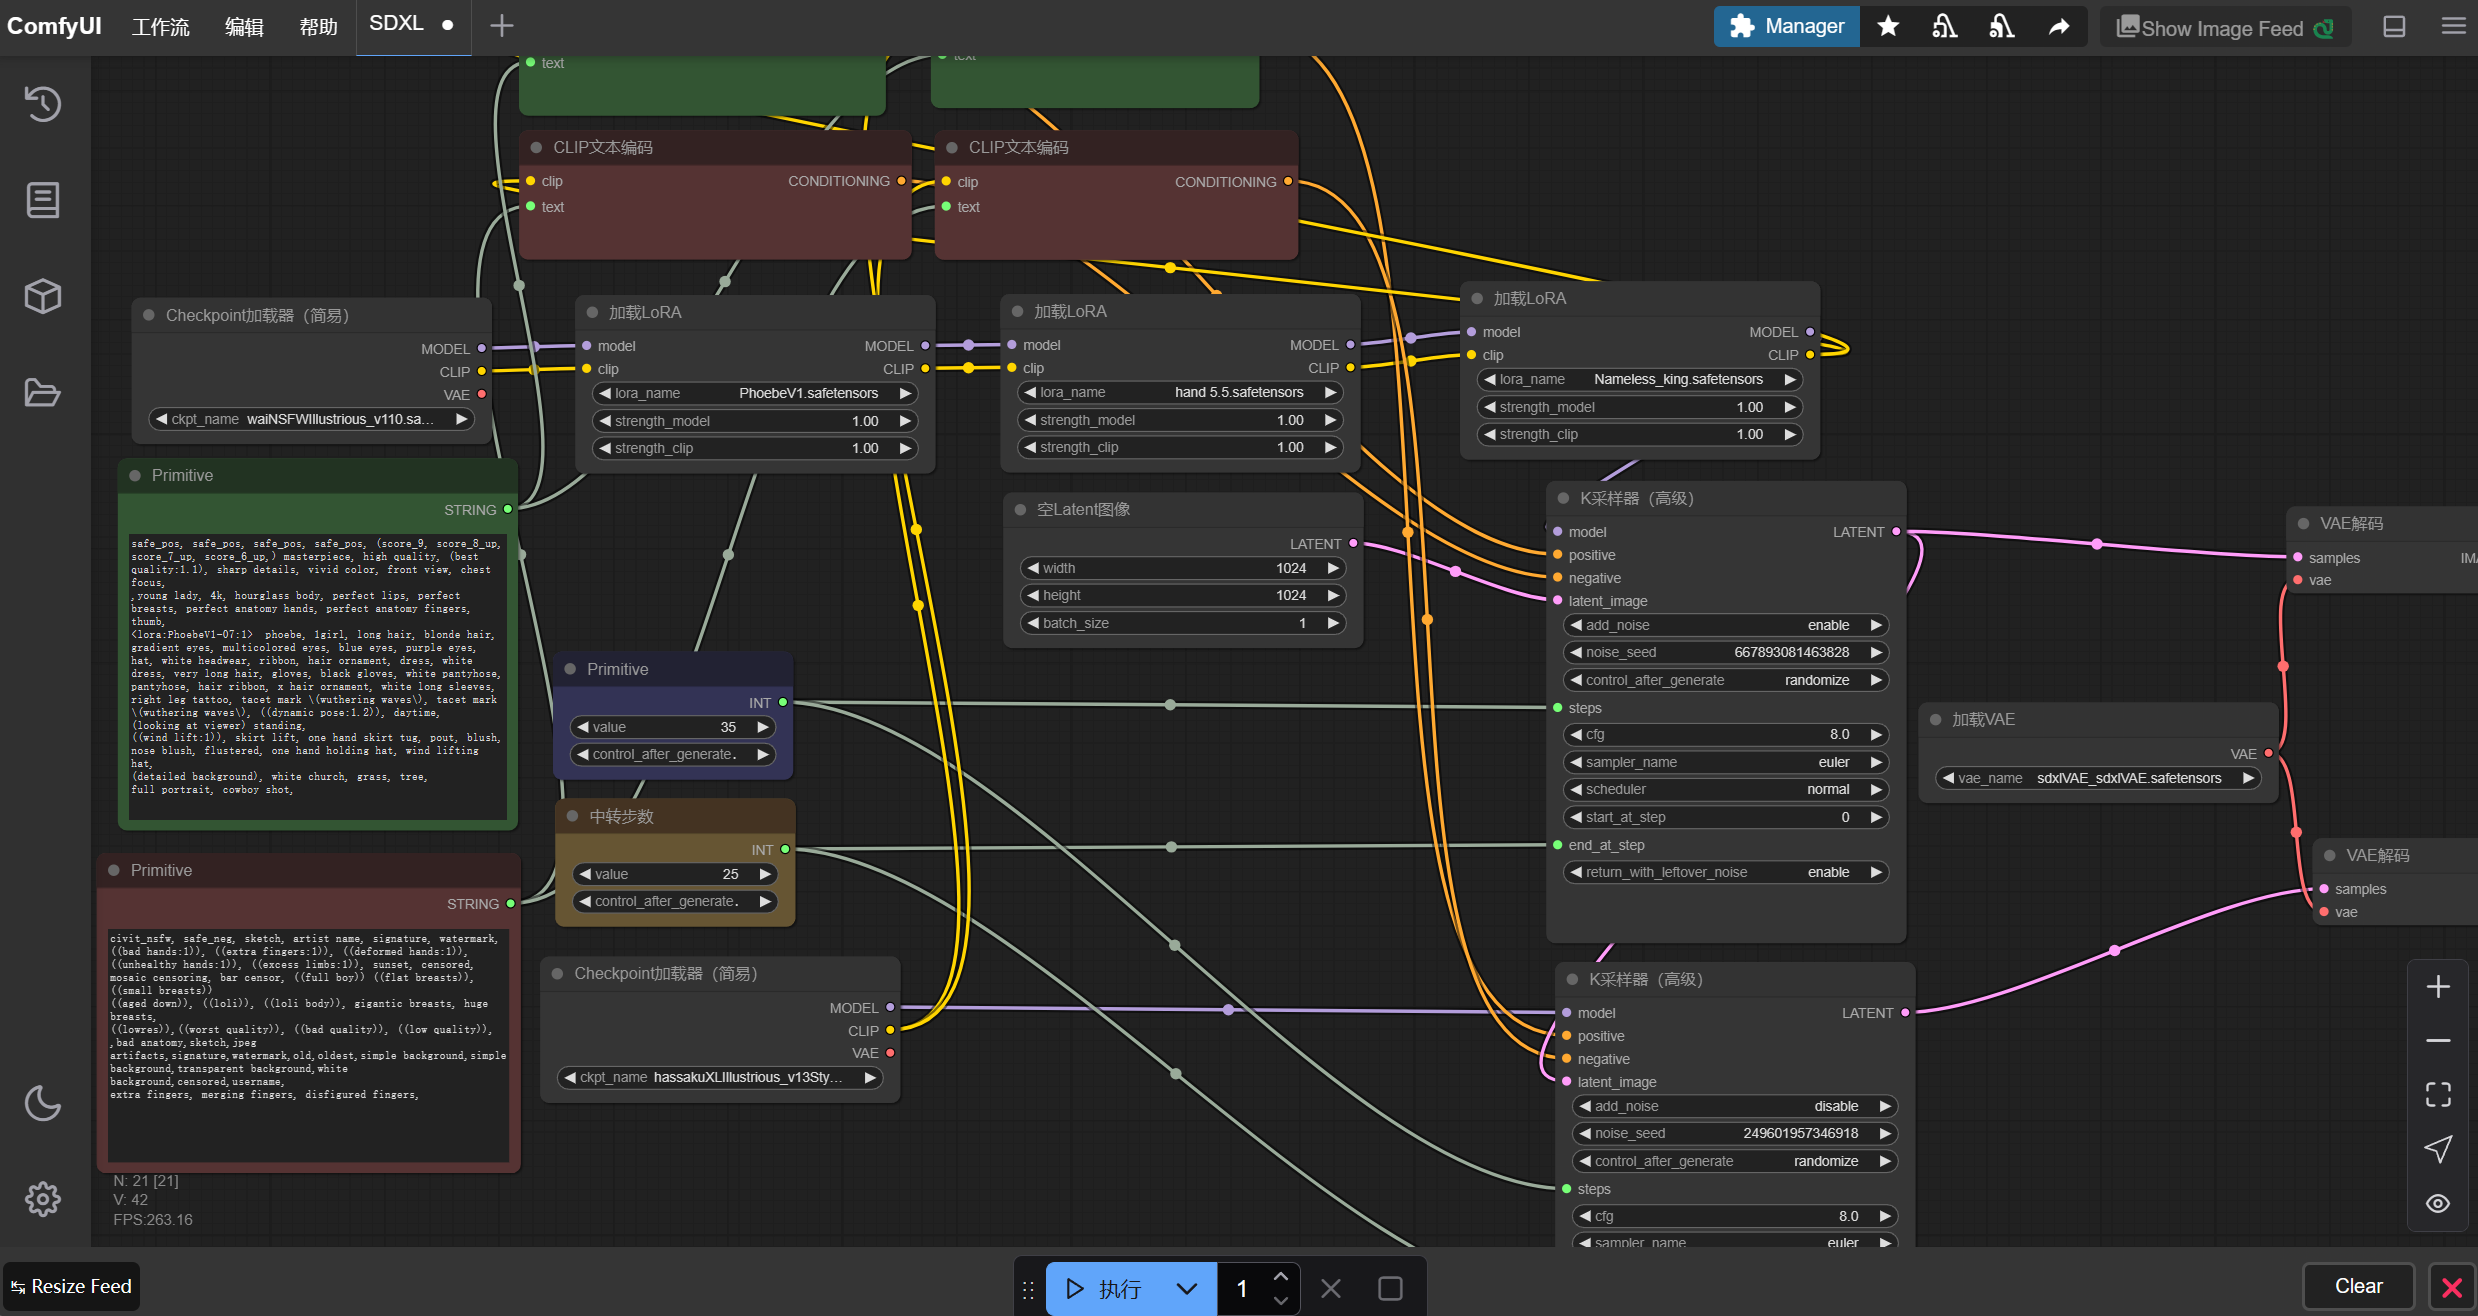 ComfyUI 工作流 编辑 帮助 SDXL
Manager
Show Image Feed
text
CLIP文本编码
clip CONDITIONING
text
CLIP文本编码
clip CONDITIONING
text
Checkpoint加载器（简易）
MODEL
CLIP
VAE
ckpt_name waiNSFWIllustrious_v110.sa...
加载LoRA
model MODEL
clip CLIP
lora_name PhoebeV1.safetensors
strength_model 1.00
strength_clip 1.00
加载LoRA
model MODEL
clip CLIP
lora_name hand 5.5.safetensors
strength_model 1.00
strength_clip 1.00
加载LoRA
model MODEL
clip CLIP
lora_name Nameless_king.safetensors
strength_model 1.00
strength_clip 1.00
Primitive
STRING
safe_pos, safe_pos, safe_pos, safe_pos, (score_9, score_8_up,
score_7_up, score_6_up,) masterpiece, high quality, (best
quality:1.1), sharp details, vivid color, front view, chest
focus,
,young lady, 4k, hourglass body, perfect lips, perfect
breasts, perfect anatomy hands, perfect anatomy fingers,
thumb,
<lora:PhoebeV1-07:1> phoebe, 1girl, long hair, blonde hair,
gradient eyes, multicolored eyes, blue eyes, purple eyes,
hat, white headwear, ribbon, hair ornament, dress, white
dress, very long hair, gloves, black gloves, white pantyhose,
pantyhose, hair ribbon, x hair ornament, white long sleeves,
right leg tattoo, tacet mark \(wuthering waves\), tacet mark
\(wuthering waves\), ((dynamic pose:1.2)), daytime,
(looking at viewer) standing,
((wind lift:1)), skirt lift, one hand skirt tug, pout, blush,
nose blush, flustered, one hand holding hat, wind lifting
hat,
(detailed background), white church, grass, tree,
full portrait, cowboy shot,
空Latent图像
LATENT
width 1024
height 1024
batch_size 1
Primitive
INT
value 35
control_after_generate.
中转步数
INT
value 25
control_after_generate.
Primitive
STRING
civit_nsfw, safe_neg, sketch, artist name, signature, watermark,
((bad hands:1)), ((extra fingers:1)), ((deformed hands:1)),
((unhealthy hands:1)), ((excess limbs:1)), sunset, censored,
mosaic censoring, bar censor, ((full boy)) ((flat breasts)),
((small breasts))
((aged down)), ((loli)), ((loli body)), gigantic breasts, huge
breasts,
((lowres)),((worst quality)), ((bad quality)), ((low quality)),
,bad anatomy,sketch,jpeg
artifacts,signature,watermark,old,oldest,simple background,simple
background,transparent background,white
background,censored,username,
extra fingers, merging fingers, disfigured fingers,
Checkpoint加载器（简易）
MODEL
CLIP
VAE
ckpt_name hassakuXLIllustrious_v13Sty...
K采样器（高级）
model LATENT
positive
negative
latent_image
add_noise enable
noise_seed 667893081463828
control_after_generate randomize
steps
cfg 8.0
sampler_name euler
scheduler normal
start_at_step 0
end_at_step
return_with_leftover_noise enable
K采样器（高级）
model LATENT
positive
negative
latent_image
add_noise disable
noise_seed 249601957346918
control_after_generate randomize
steps
cfg 8.0
sampler_name euler
VAE解码
samples IMA
vae
加载VAE
VAE
vae_name sdxlVAE_sdxlVAE.safetensors
VAE解码
samples
vae
N: 21 [21]
V: 42
FPS:263.16
Resize Feed
执行 1
Clear